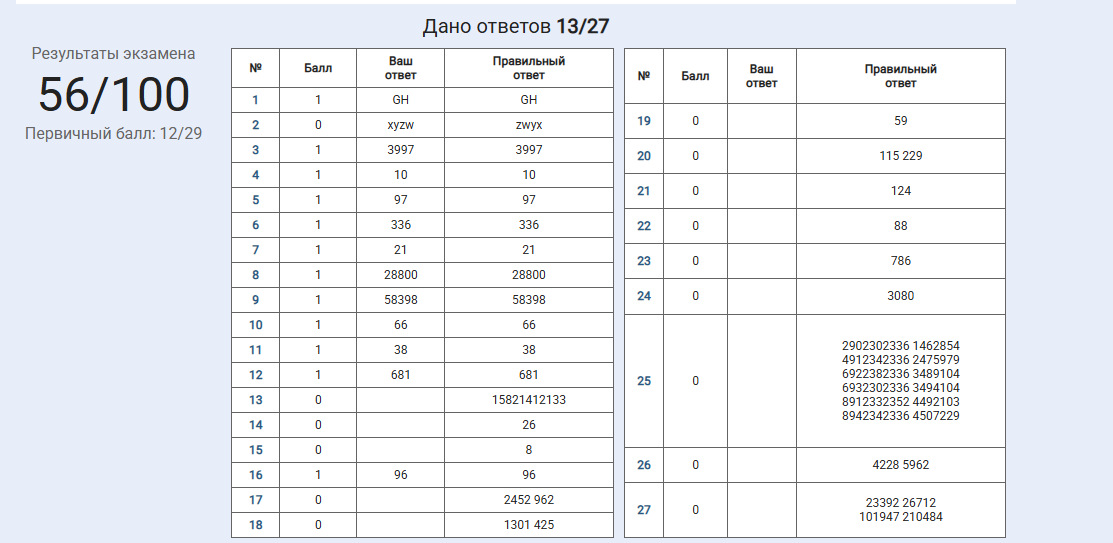 Дано ответов 13/27
Результаты экзамена
56/100
Первичный балл: 12/29
№ Балл Ваш ответ Правильный ответ
1 1 GH GH
2 0 xyzw zwyx
3 1 3997 3997
4 1 10 10
5 1 97 97
6 1 336 336
7 1 21 21
8 1 28800 28800
9 1 58398 58398
10 1 66 66
11 1 38 38
12 1 681 681
13 0 15821412133
14 0 26
15 0 8
16 1 96 96
17 0 2452 962
18 0 1301 425
№ Балл Ваш ответ Правильный ответ
19 0 59
20 0 115 229
21 0 124
22 0 88
23 0 786
24 0 3080
25 0 2902302336 1462854
4912342336 2475979
6922382336 3489104
6932302336 3494104
8912332352 4492103
8942342336 4507229
26 0 4228 5962
27 0 23392 26712
101947 210484